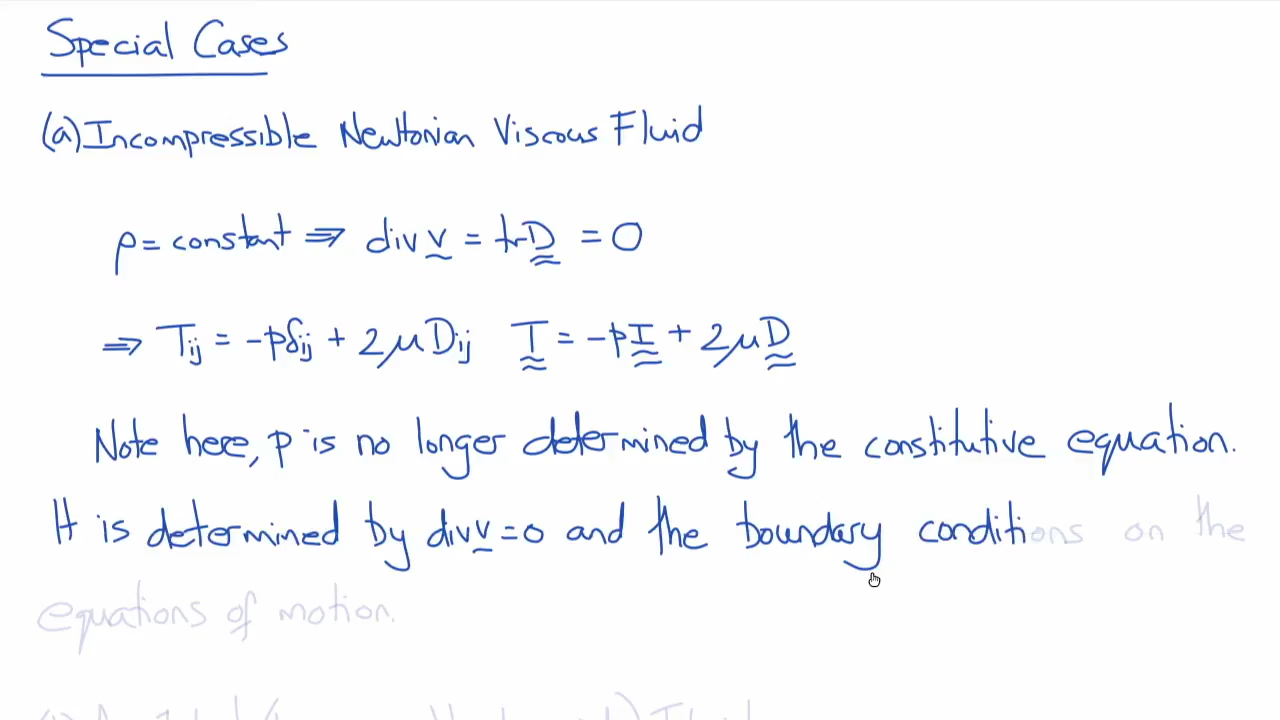 Special Cases
(a) Incompressible Newtonian Viscous Fluid
ρ = constant ⇒ div v = tr D = 0
⇒ Tij = -pδij + 2μDij T = -pI + 2μD
Note here, p is no longer determined by the constitutive equation.
It is determined by div v = 0 and the boundary conditions on the
equations of motion.
Fluid